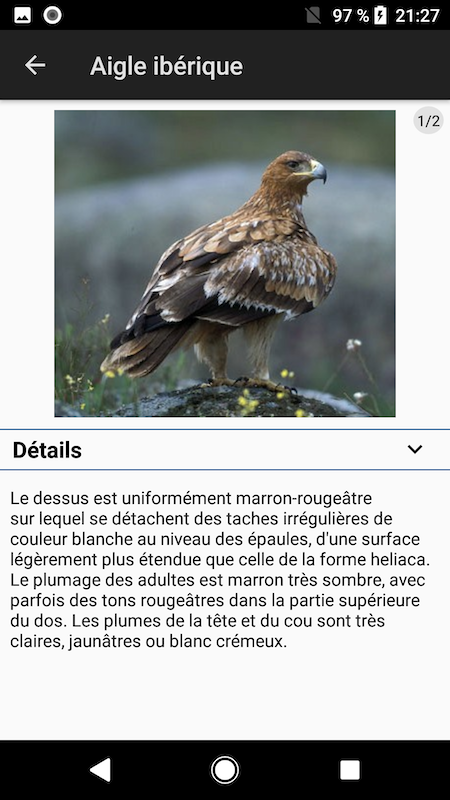 97 % 21:27
Aigle ibérique
1/2
Détails
Le dessus est uniformément marron-rougeâtre
sur lequel se détachent des taches irrégulières de
couleur blanche au niveau des épaules, d'une surface
légèrement plus étendue que celle de la forme heliaca.
Le plumage des adultes est marron très sombre, avec
parfois des tons rougeâtres dans la partie supérieure
du dos. Les plumes de la tête et du cou sont très
claires, jaunâtres ou blanc crémeux.